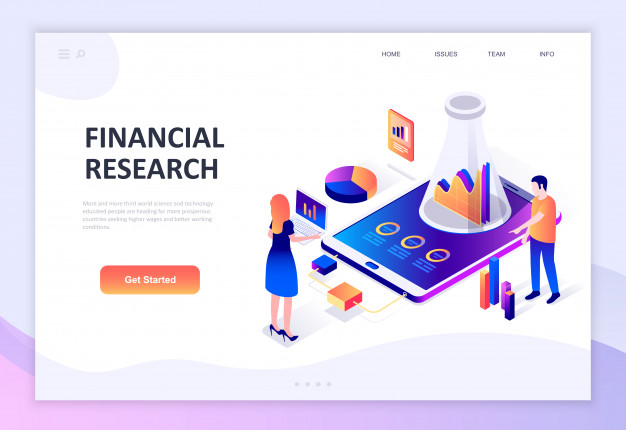 HOME ISSUES TEAM INFO
FINANCIAL
RESEARCH
More and more third world science and technology
educated people are heading for more prosperous
countries seeking higher wages and better working
conditions.
Get Started